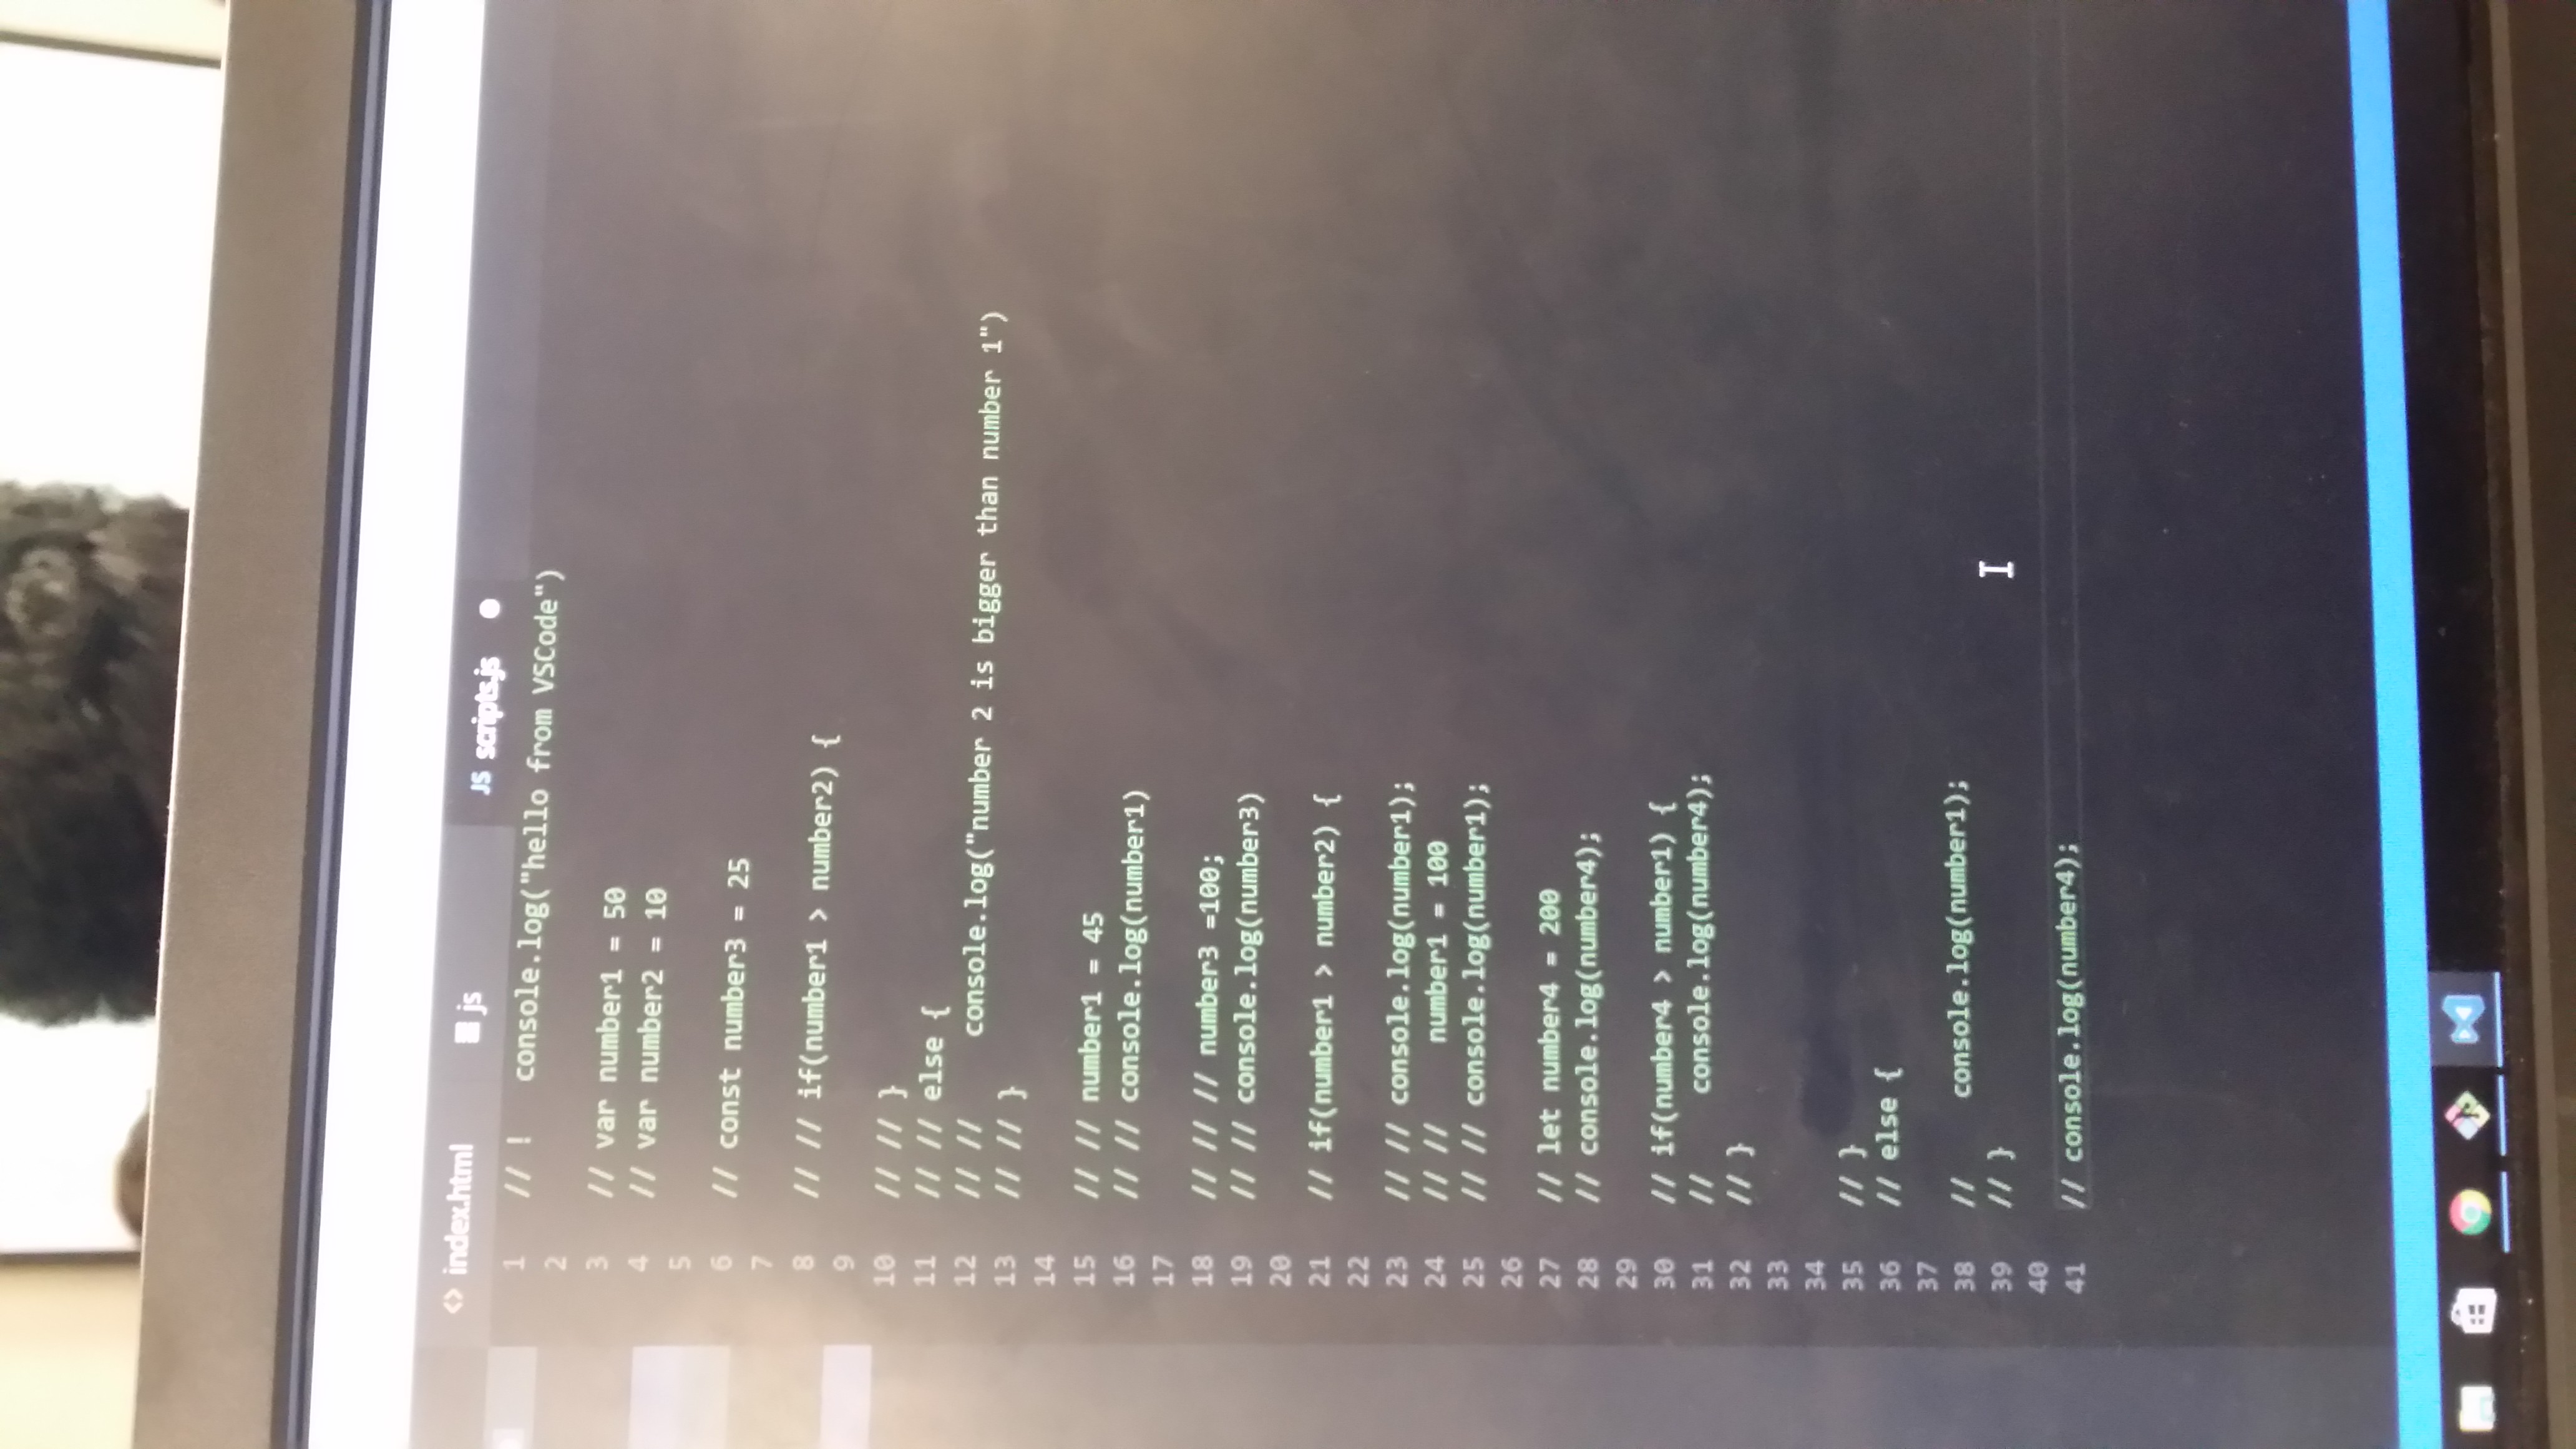 index.html js JS scripts.js
1 // ! console.log("hello from VSCode")
2
3 // var number1 = 50
4 // var number2 = 10
5
6 // const number3 = 25
7
8 // // if(number1 > number2) {
9
10 // // }
11 // // else {
12 // // console.log("number 2 is bigger than number 1")
13 // // }
14
15 // // number1 = 45
16 // // console.log(number1)
17
18 // // // number3 =100;
19 // // console.log(number3)
20
21 // if(number1 > number2) {
22
23 // // console.log(number1);
24 // // number1 = 100
25 // // console.log(number1);
26
27 // let number4 = 200
28 // console.log(number4);
29
30 // if(number4 > number1) {
31 // console.log(number4);
32 // }
33
34
35 // }
36 // else {
37
38 // console.log(number1);
39 // }
40
41 // console.log(number4);